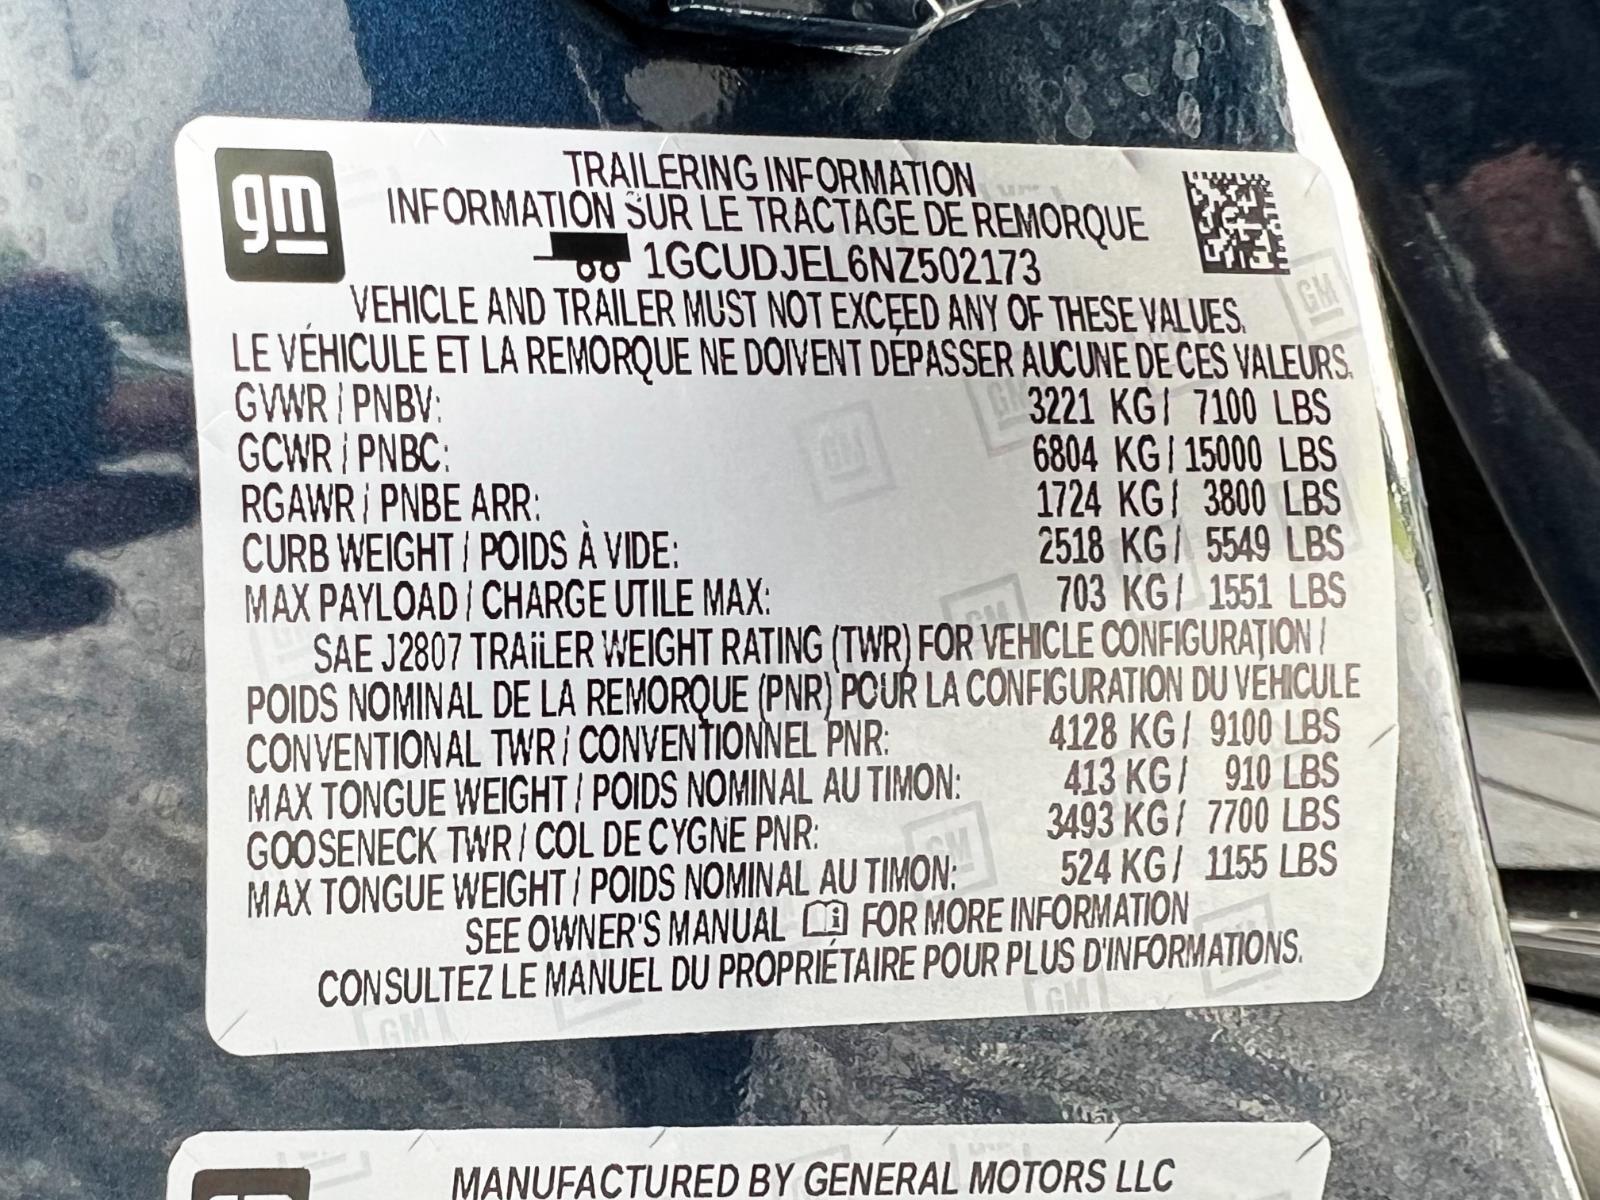 gm
TRAILERING INFORMATION
INFORMATION SUR LE TRACTAGE DE REMORQUE
1GCUDJEL6NZ502173
VEHICLE AND TRAILER MUST NOT EXCEED ANY OF THESE VALUES.
LE VÉHICULE ET LA REMORQUE NE DOIVENT DÉPASSER AUCUNE DE CES VALEURS.
GVWR / PNBV: 3221 KG / 7100 LBS
GCWR / PNBC: 6804 KG / 15000 LBS
RGAWR / PNBE ARR: 1724 KG / 3800 LBS
CURB WEIGHT / POIDS À VIDE: 2518 KG / 5549 LBS
MAX PAYLOAD / CHARGE UTILE MAX: 703 KG / 1551 LBS
SAE J2807 TRAILER WEIGHT RATING (TWR) FOR VEHICLE CONFIGURATION /
POIDS NOMINAL DE LA REMORQUE (PNR) POUR LA CONFIGURATION DU VÉHICULE
CONVENTIONAL TWR / CONVENTIONNEL PNR: 4128 KG / 9100 LBS
MAX TONGUE WEIGHT / POIDS NOMINAL AU TIMON: 413 KG / 910 LBS
GOOSENECK TWR / COL DE CYGNE PNR: 3493 KG / 7700 LBS
MAX TONGUE WEIGHT / POIDS NOMINAL AU TIMON: 524 KG / 1155 LBS
SEE OWNER'S MANUAL FOR MORE INFORMATION
CONSULTEZ LE MANUEL DU PROPRIÉTAIRE POUR PLUS D'INFORMATIONS.
MANUFACTURED BY GENERAL MOTORS LLC